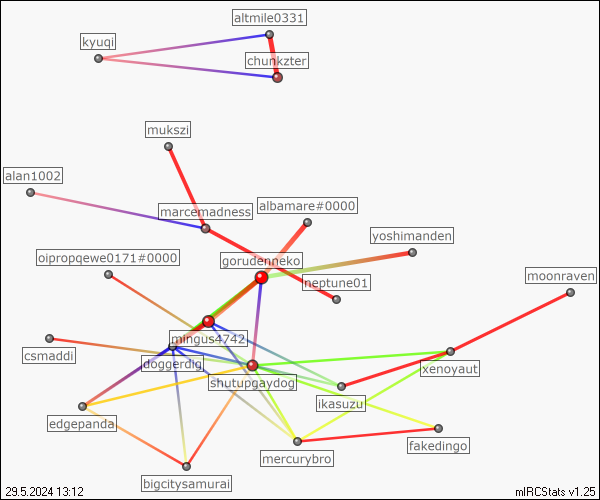 altmile0331
kyuqi
chunkzter
mukszi
alan1002
albamare#0000
marcemadness
yoshimanden
oipropqewe0171#0000
gorudenneko
moonraven
neptune01
mingus4742
csmaddi
doggerdig
xenoyaut
shutupgaydog
ikasuzu
edgepanda
fakedingo
mercurybro
bigcitysamurai
29.5.2024 13:12
mIRCStats v1.25